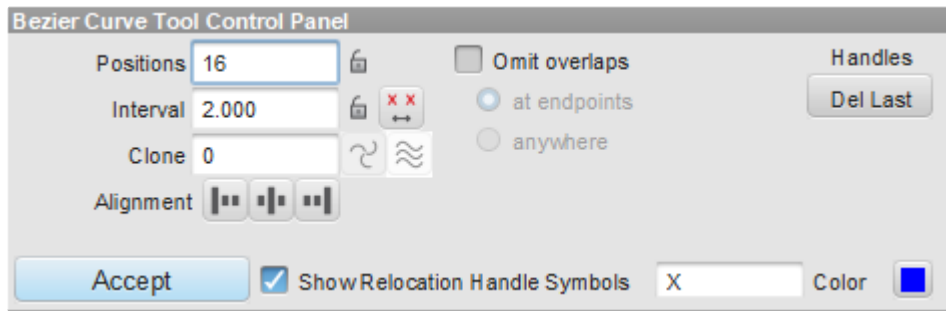 Bezier Curve Tool Control Panel
Positions 16
Omit overlaps
Handles
Interval 2.000
at endpoints
Del Last
Clone 0
anywhere
Alignment
Accept
Show Relocation Handle Symbols X Color